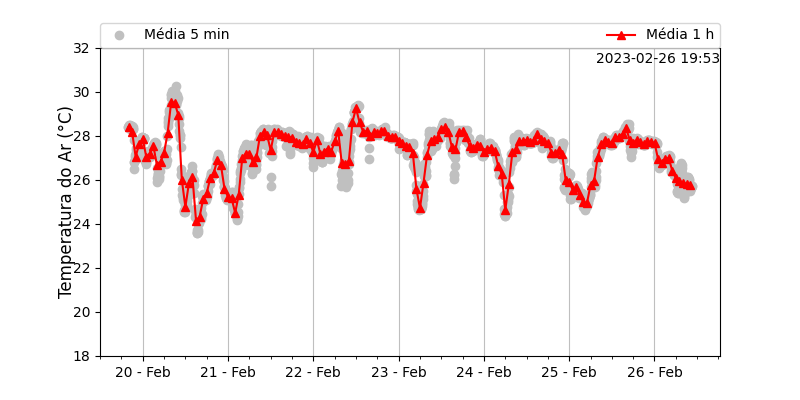 Média 5 min
Média 1 h
2023-02-26 19:53
Temperatura do Ar (°C)
32
30
28
26
24
22
20
18
20 - Feb
21 - Feb
22 - Feb
23 - Feb
24 - Feb
25 - Feb
26 - Feb